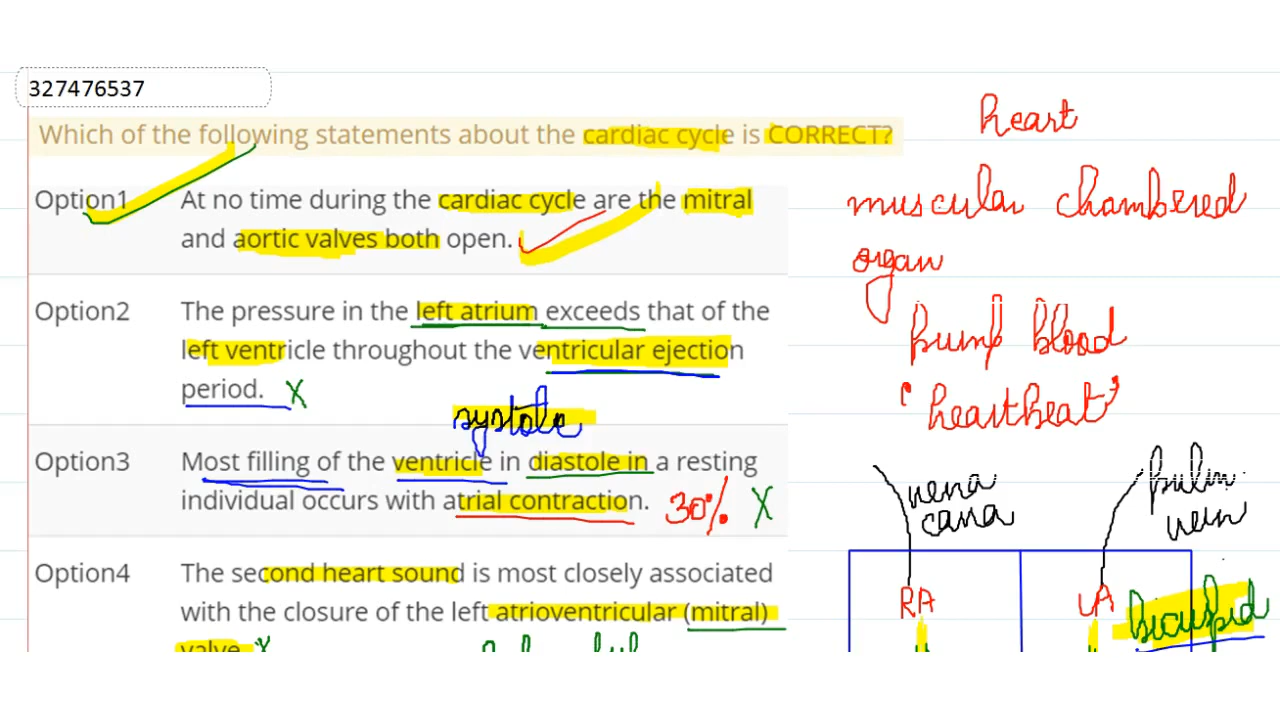 327476537
Which of the following statements about the cardiac cycle is CORRECT?
Option1 At no time during the cardiac cycle are the mitral
and aortic valves both open.
Option2 The pressure in the left atrium exceeds that of the
left ventricle throughout the ventricular ejection
period. X
systole
Option3 Most filling of the ventricle in diastole in a resting
individual occurs with atrial contraction. 30% X
Option4 The second heart sound is most closely associated
with the closure of the left atrioventricular (mitral)
valve X
heart
muscular chambered
organ
pump blood
"heartbeat"
vena
cava
pulm
vein
RA LA Bicuspid